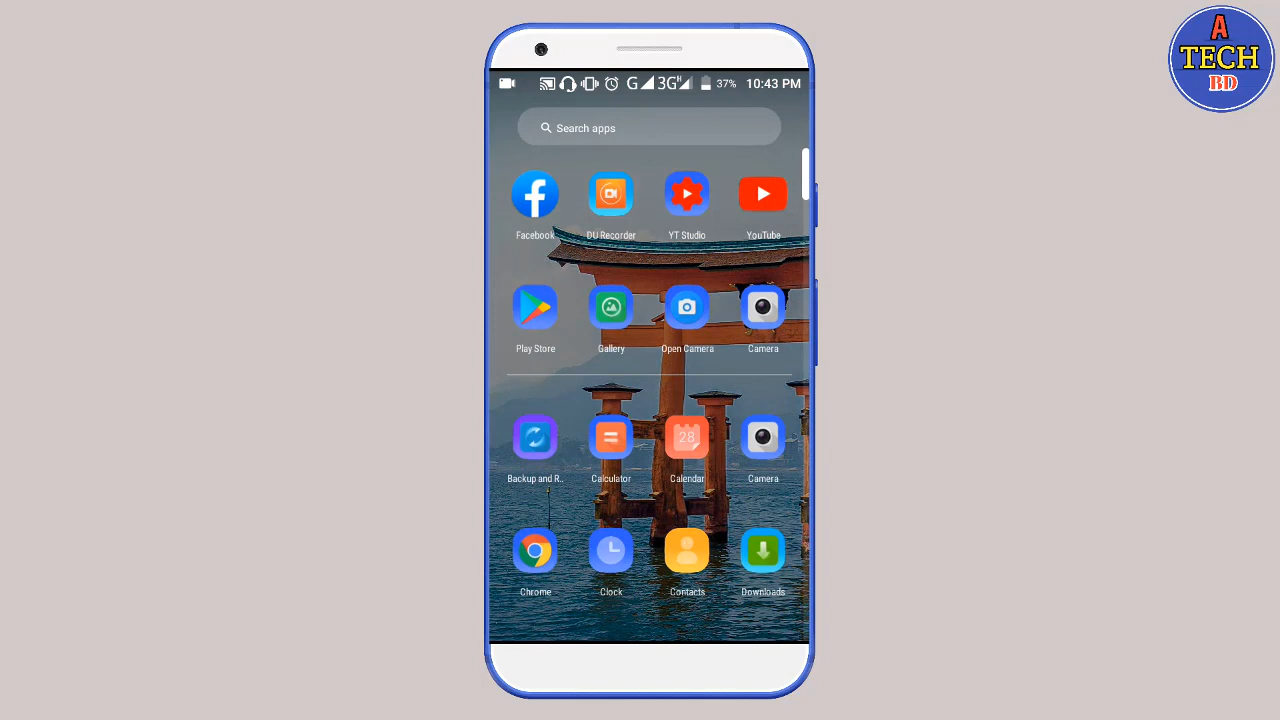 A
TECH
BD
G 3G H 37% 10:43 PM
Search apps
Facebook DU Recorder YT Studio YouTube
Play Store Gallery Open Camera Camera
28
Backup and R.. Calculator Calendar Camera
Chrome Clock Contacts Downloads